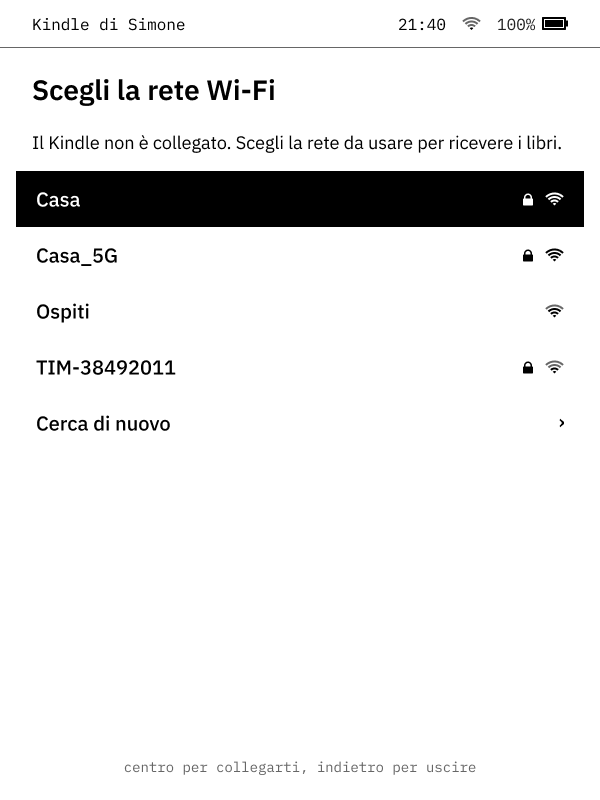 Kindle di Simone 21:40 100%
Scegli la rete Wi-Fi
Il Kindle non è collegato. Scegli la rete da usare per ricevere i libri.
Casa
Casa_5G
Ospiti
TIM-38492011
Cerca di nuovo ›
centro per collegarti, indietro per uscire